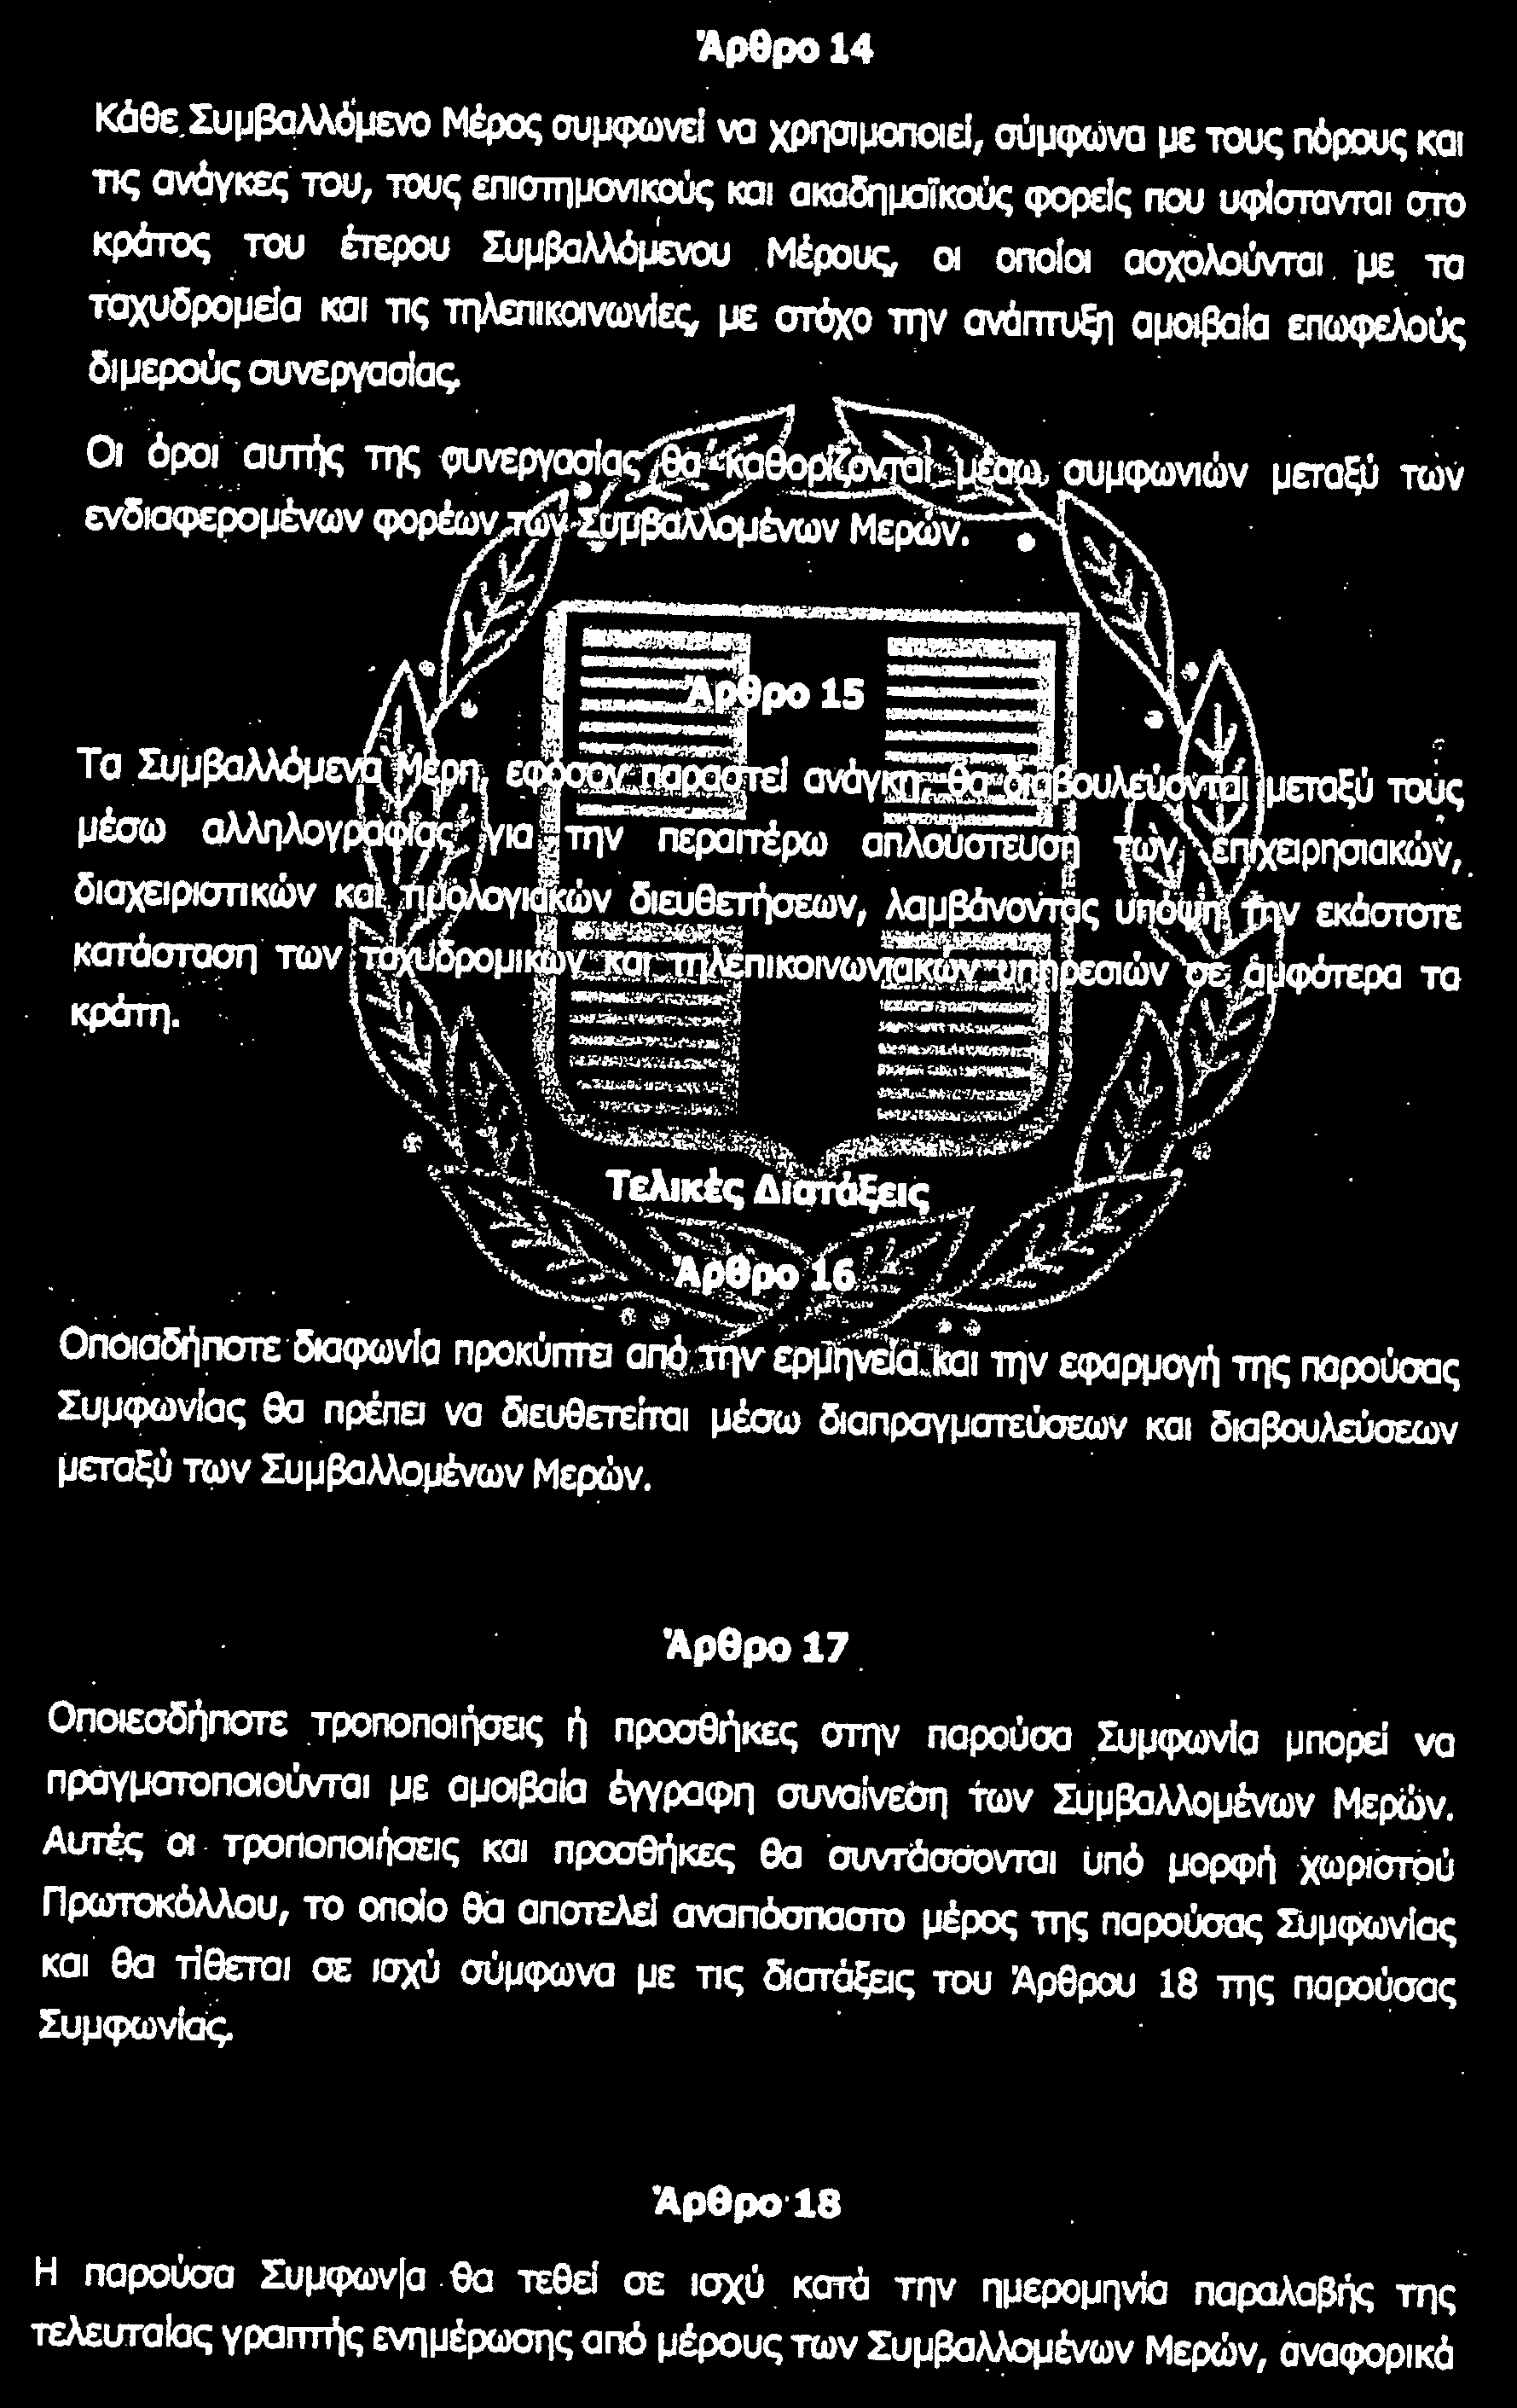 Άρθρο 14
Κάθε Συμβαλλόμενο Μέρος συμφωνεί να χρησιμοποιεί, σύμφωνα με τους πόρους και
τις ανάγκες του, τους επιστημονικούς και ακαδημαϊκούς φορείς που υφίστανται στο
κράτος του έτερου Συμβαλλόμενου Μέρους, οι οποίοι ασχολούνται με τα
ταχυδρομεία και τις τηλεπικοινωνίες, με στόχο την ανάπτυξη αμοιβαία επωφελούς
διμερούς συνεργασίας.
Οι όροι αυτής της συνεργασίας θα καθορίζονται μέσω συμφωνιών μεταξύ των
ενδιαφερομένων φορέων των Συμβαλλομένων Μερών.
Άρθρο 15
Τα Συμβαλλόμενα Μέρη, εφόσον παραστεί ανάγκη, θα διαβουλεύονται μεταξύ τους
μέσω αλληλογραφίας για την περαιτέρω απλούστευση των επιχειρησιακών,
διαχειριστικών και τιμολογιακών διευθετήσεων, λαμβάνοντας υπόψη την εκάστοτε
κατάσταση των ταχυδρομικών και τηλεπικοινωνιακών υπηρεσιών σε αμφότερα τα
κράτη.
Τελικές Διατάξεις
Άρθρο 16
Οποιαδήποτε διαφωνία προκύπτει από την ερμηνεία και την εφαρμογή της παρούσας
Συμφωνίας θα πρέπει να διευθετείται μέσω διαπραγματεύσεων και διαβουλεύσεων
μεταξύ των Συμβαλλομένων Μερών.
Άρθρο 17
Οποιεσδήποτε τροποποιήσεις ή προσθήκες στην παρούσα Συμφωνία μπορεί να
πραγματοποιούνται με αμοιβαία έγγραφη συναίνεση των Συμβαλλομένων Μερών.
Αυτές οι τροποποιήσεις και προσθήκες θα συντάσσονται υπό μορφή χωριστού
Πρωτοκόλλου, το οποίο θα αποτελεί αναπόσπαστο μέρος της παρούσας Συμφωνίας
και θα τίθεται σε ισχύ σύμφωνα με τις διατάξεις του Άρθρου 18 της παρούσας
Συμφωνίας.
Άρθρο 18
Η παρούσα Συμφωνία θα τεθεί σε ισχύ κατά την ημερομηνία παραλαβής της
τελευταίας γραπτής ενημέρωσης από μέρους των Συμβαλλομένων Μερών, αναφορικά